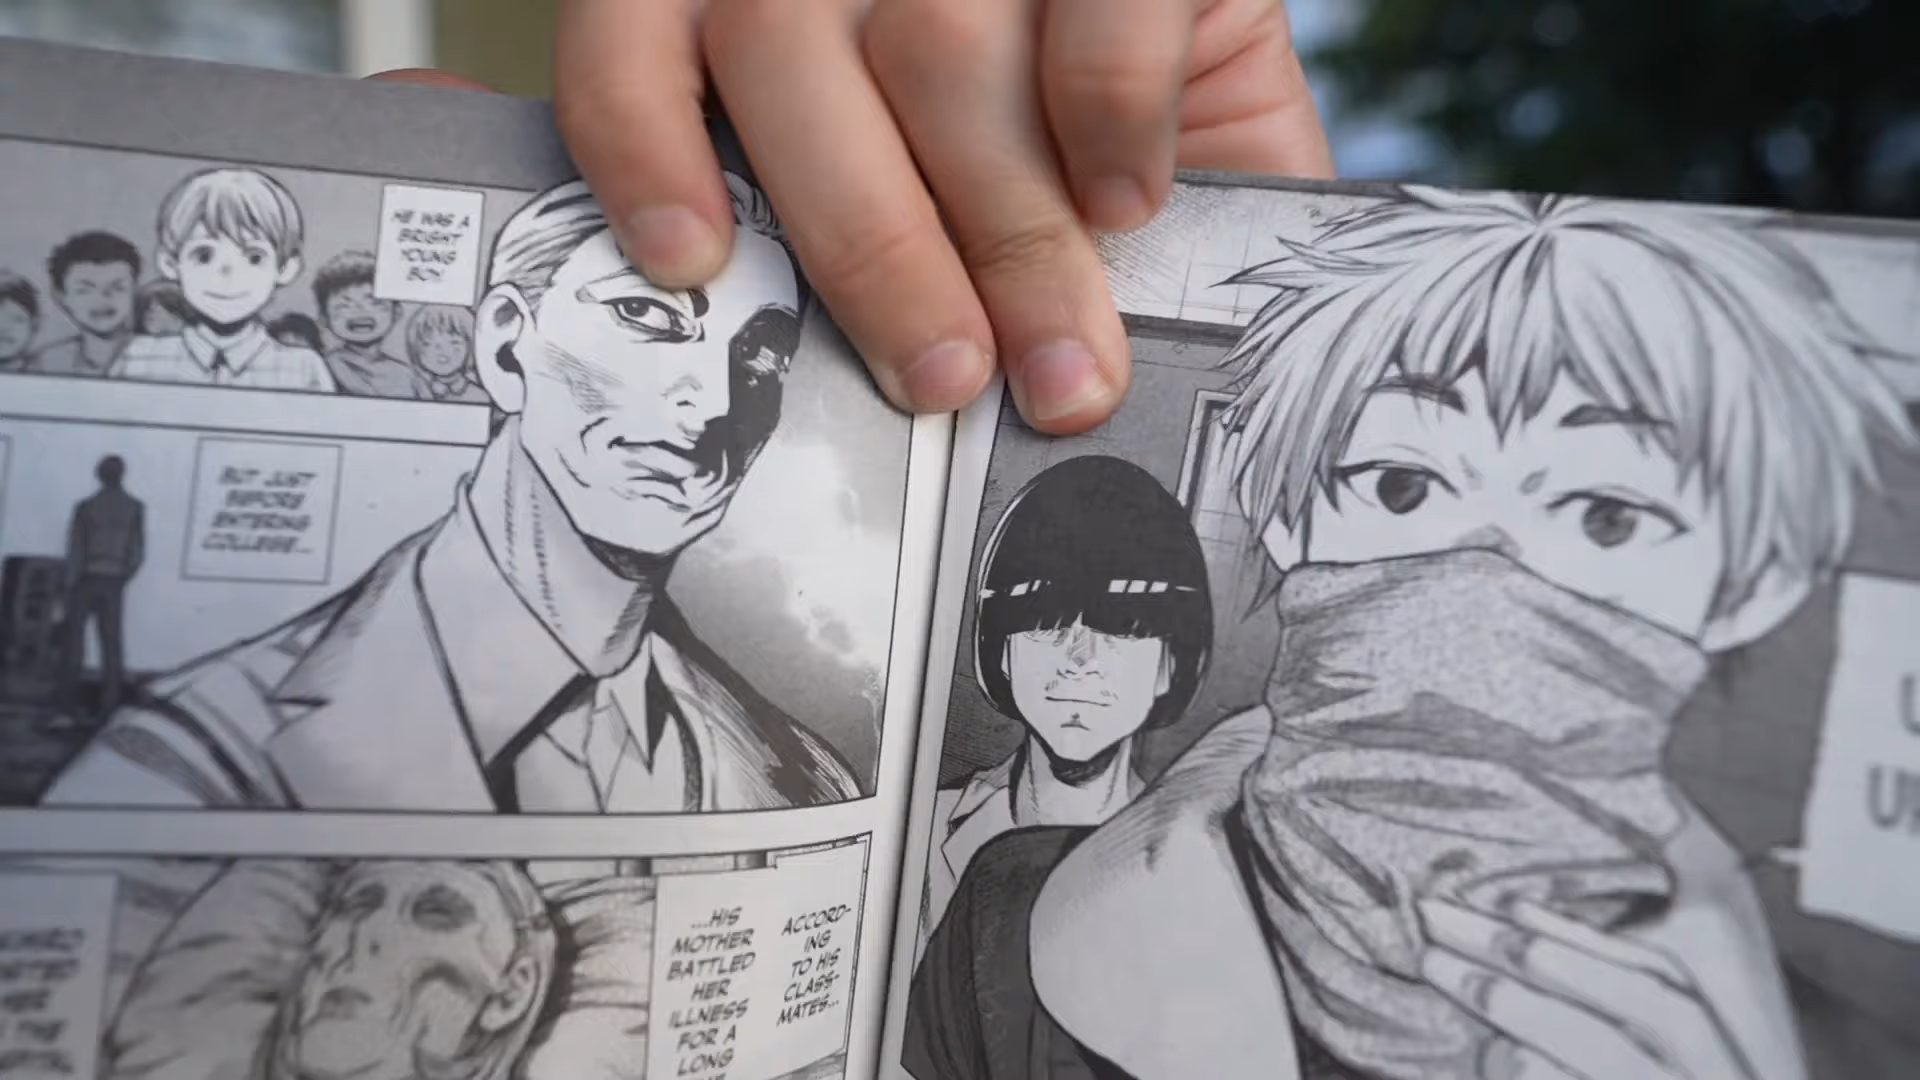 HE WAS A
BRIGHT
YOUNG
BOY
BUT JUST
BEFORE
ENTERING
COLLEGE...
ACCORD-
ING
TO HIS
CLASS-
MATES...
...HIS
MOTHER
BATTLED
HER
ILLNESS
FOR A
LONG